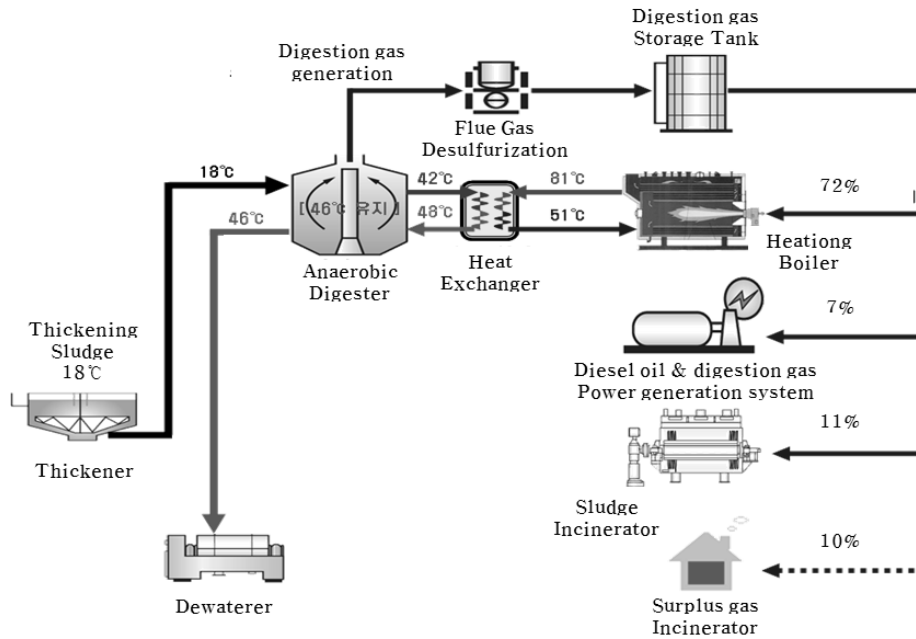 Digestion gas
generation
Flue Gas
Desulfurization
Digestion gas
Storage Tank
18℃
46℃
[ 46℃ 유지 ]
42℃
48℃
81℃
51℃
72%
Anaerobic
Digester
Heat
Exchanger
Heationg
Boiler
7%
Diesel oil & digestion gas
Power generation system
Thickening
Sludge
18℃
Thickener
11%
Sludge
Incinerator
10%
Surplus gas
Incinerator
Dewaterer